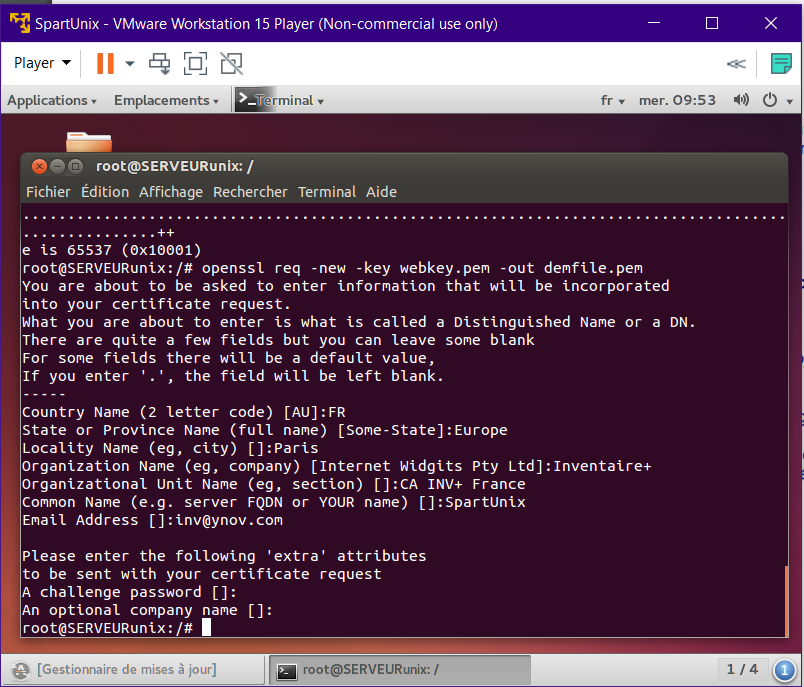 SpartUnix - VMware Workstation 15 Player (Non-commercial use only)
Player
Applications Emplacements Terminal fr mer. 09:53
root@SERVEURunix: /
Fichier Édition Affichage Rechercher Terminal Aide
.....................................................................................
...............++
e is 65537 (0x10001)
root@SERVEURunix:/# openssl req -new -key webkey.pem -out demfile.pem
You are about to be asked to enter information that will be incorporated
into your certificate request.
What you are about to enter is what is called a Distinguished Name or a DN.
There are quite a few fields but you can leave some blank
For some fields there will be a default value,
If you enter '.', the field will be left blank.
-----
Country Name (2 letter code) [AU]:FR
State or Province Name (full name) [Some-State]:Europe
Locality Name (eg, city) []:Paris
Organization Name (eg, company) [Internet Widgits Pty Ltd]:Inventaire+
Organizational Unit Name (eg, section) []:CA INV+ France
Common Name (e.g. server FQDN or YOUR name) []:SpartUnix
Email Address []:inv@ynov.com
Please enter the following 'extra' attributes
to be sent with your certificate request
A challenge password []:
An optional company name []:
root@SERVEURunix:/#
[Gestionnaire de mises à jour] root@SERVEURunix: / 1 / 4 1